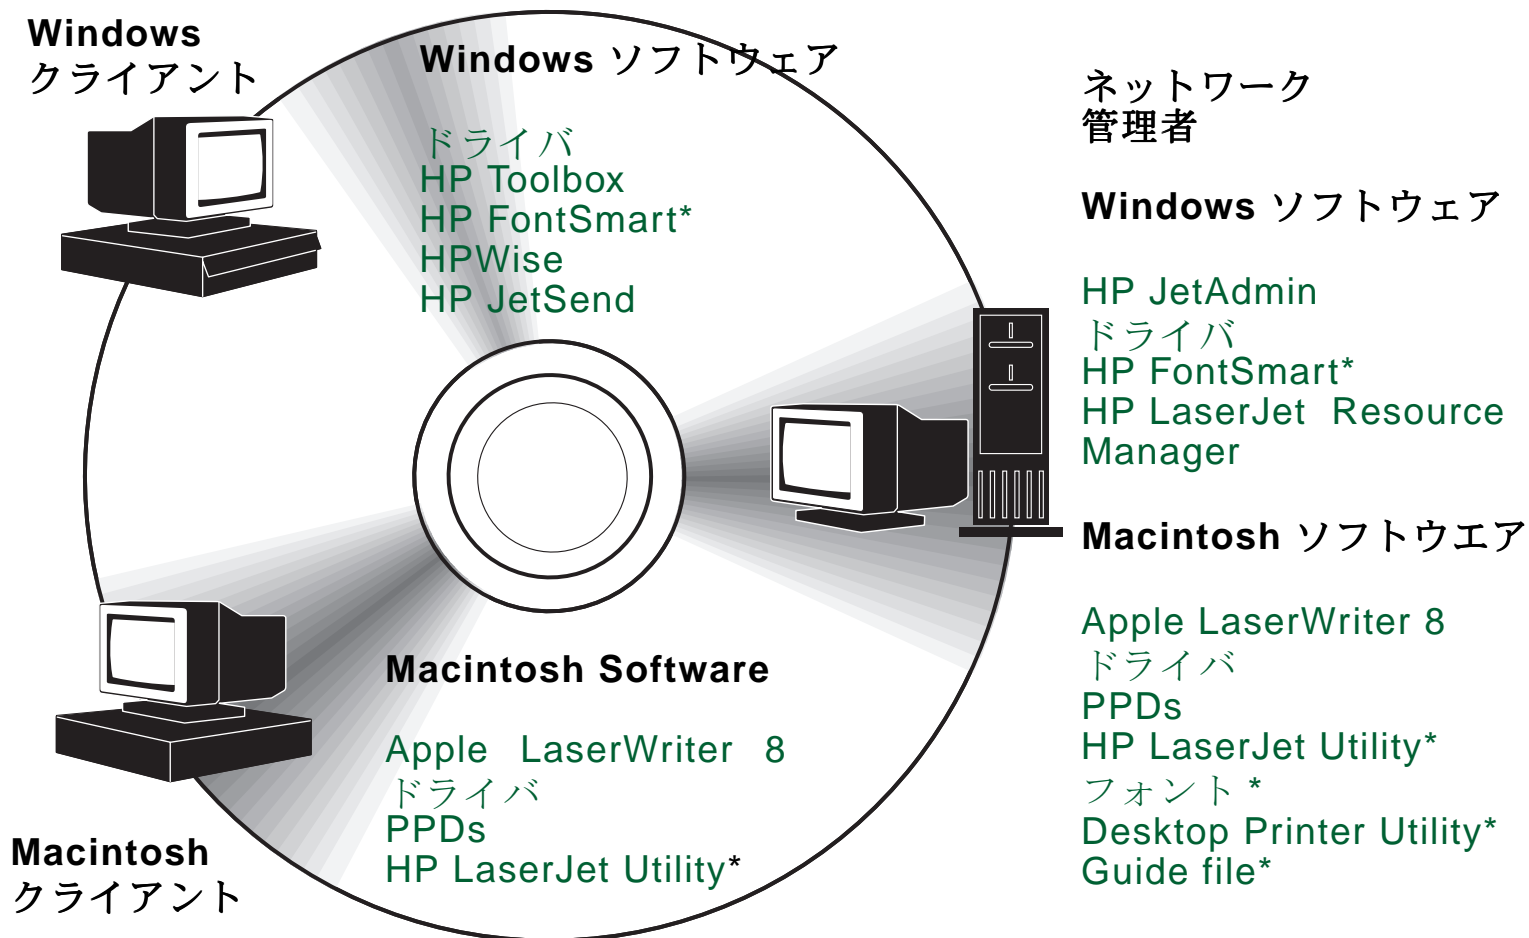 Windows
クライアント
Windows ソフトウェア
ドライバ
HP Toolbox
HP FontSmart*
HPWise
HP JetSend
ネットワーク
管理者
Windows ソフトウェア
HP JetAdmin
ドライバ
HP FontSmart*
HP LaserJet Resource
Manager
Macintosh ソフトウエア
Apple LaserWriter 8
ドライバ
PPDs
HP LaserJet Utility*
フォント *
Desktop Printer Utility*
Guide file*
Macintosh Software
Apple LaserWriter 8
ドライバ
PPDs
HP LaserJet Utility*
Macintosh
クライアント